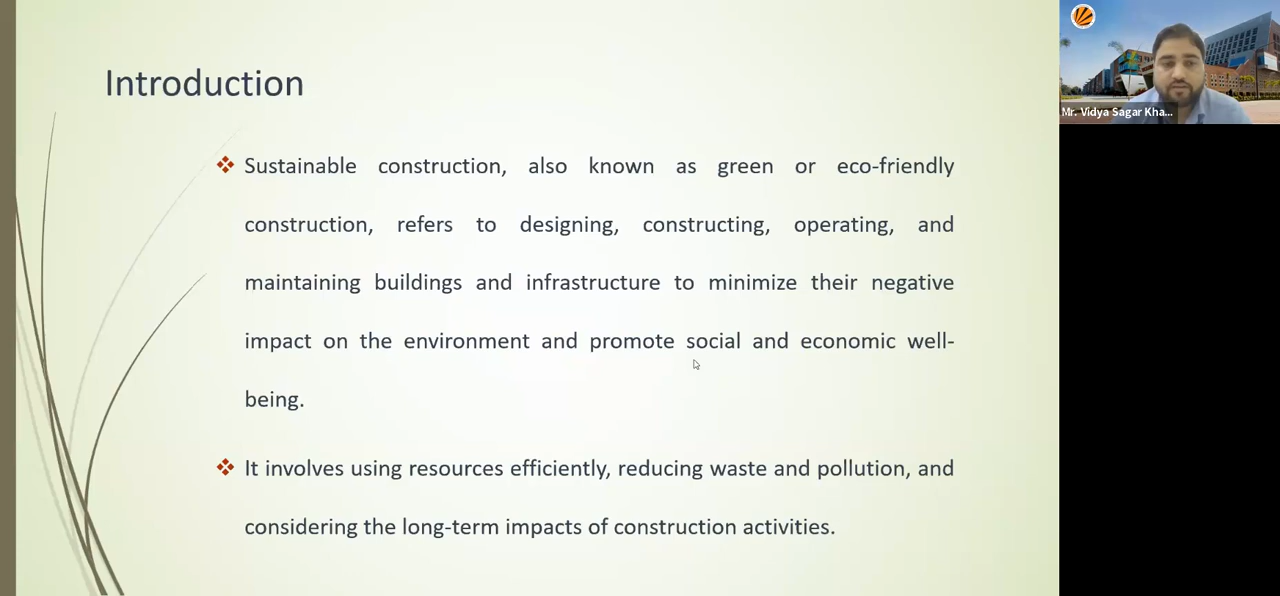 Introduction
Sustainable construction, also known as green or eco-friendly
construction, refers to designing, constructing, operating, and
maintaining buildings and infrastructure to minimize their negative
impact on the environment and promote social and economic well-
being.
It involves using resources efficiently, reducing waste and pollution, and
considering the long-term impacts of construction activities.
Mr. Vidya Sagar Kha...